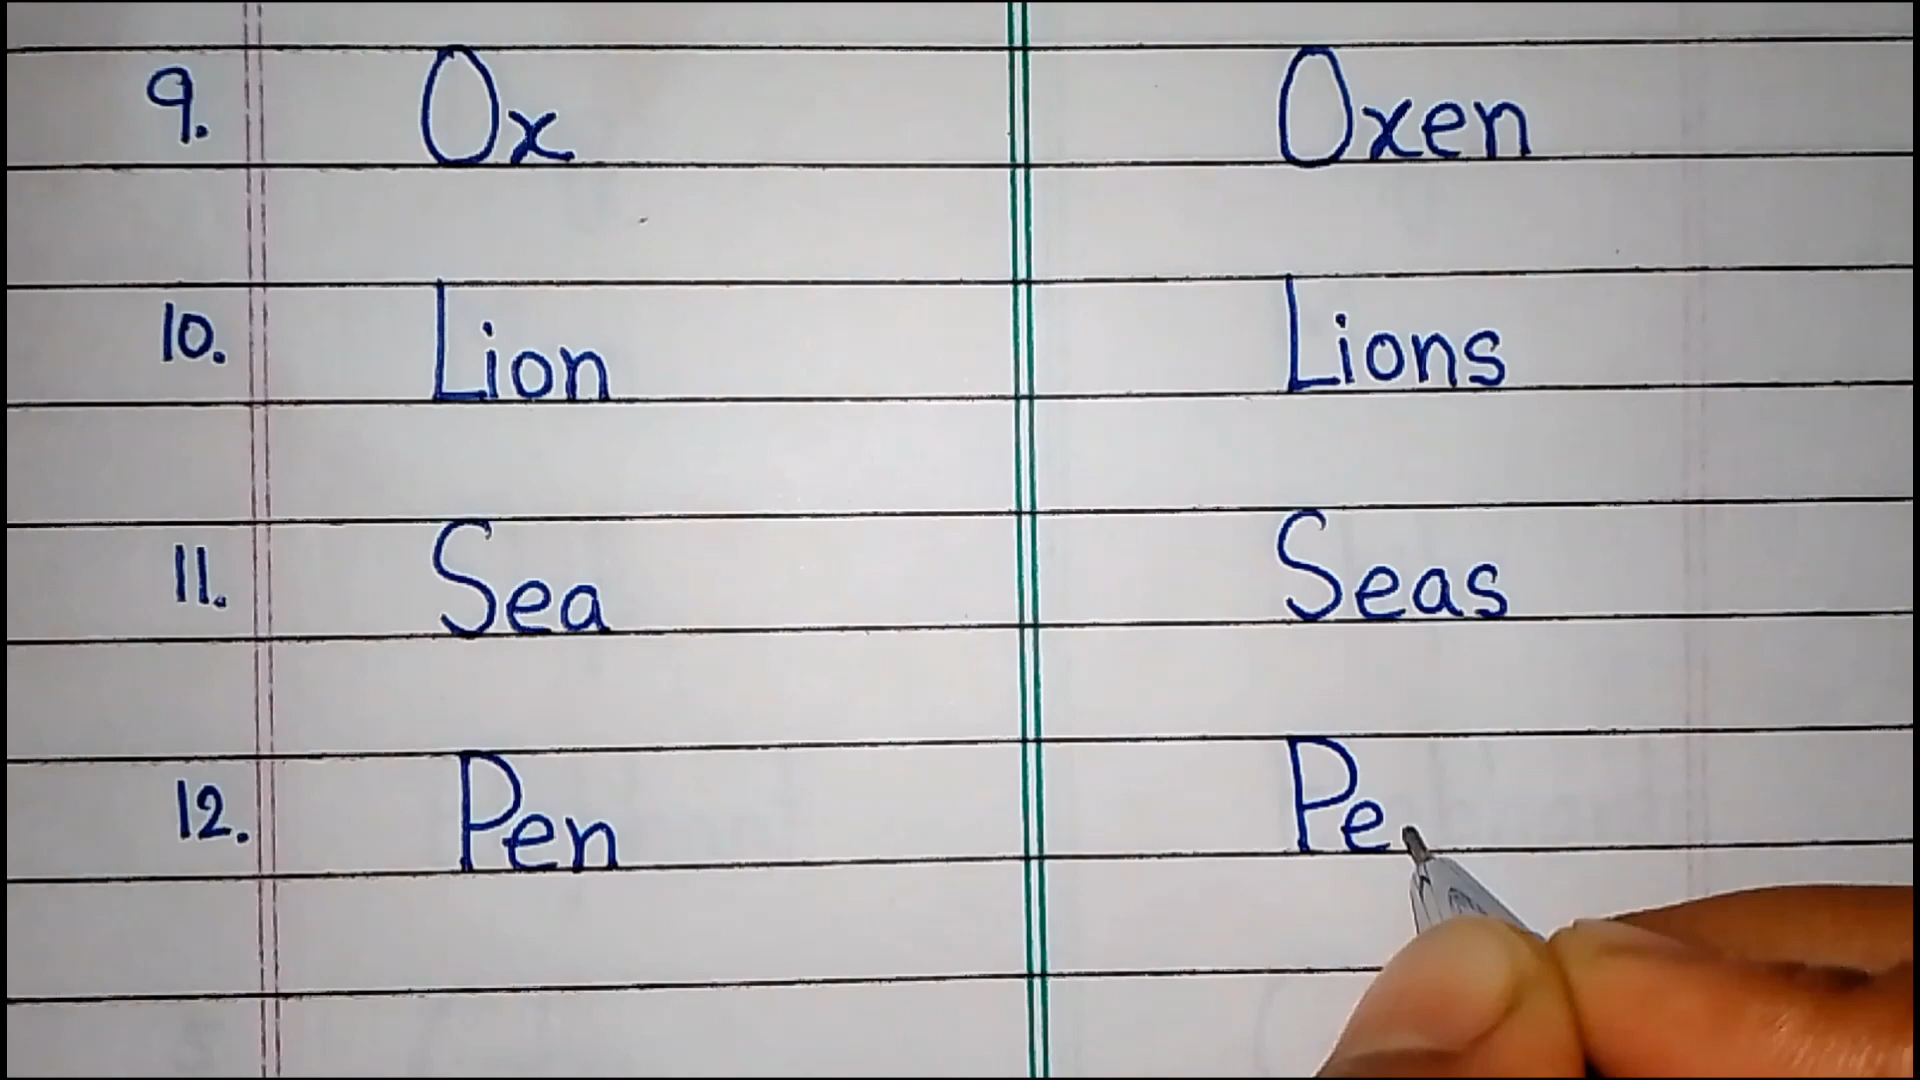 9. Ox Oxen
10. Lion Lions
11. Sea Seas
12. Pen Pe